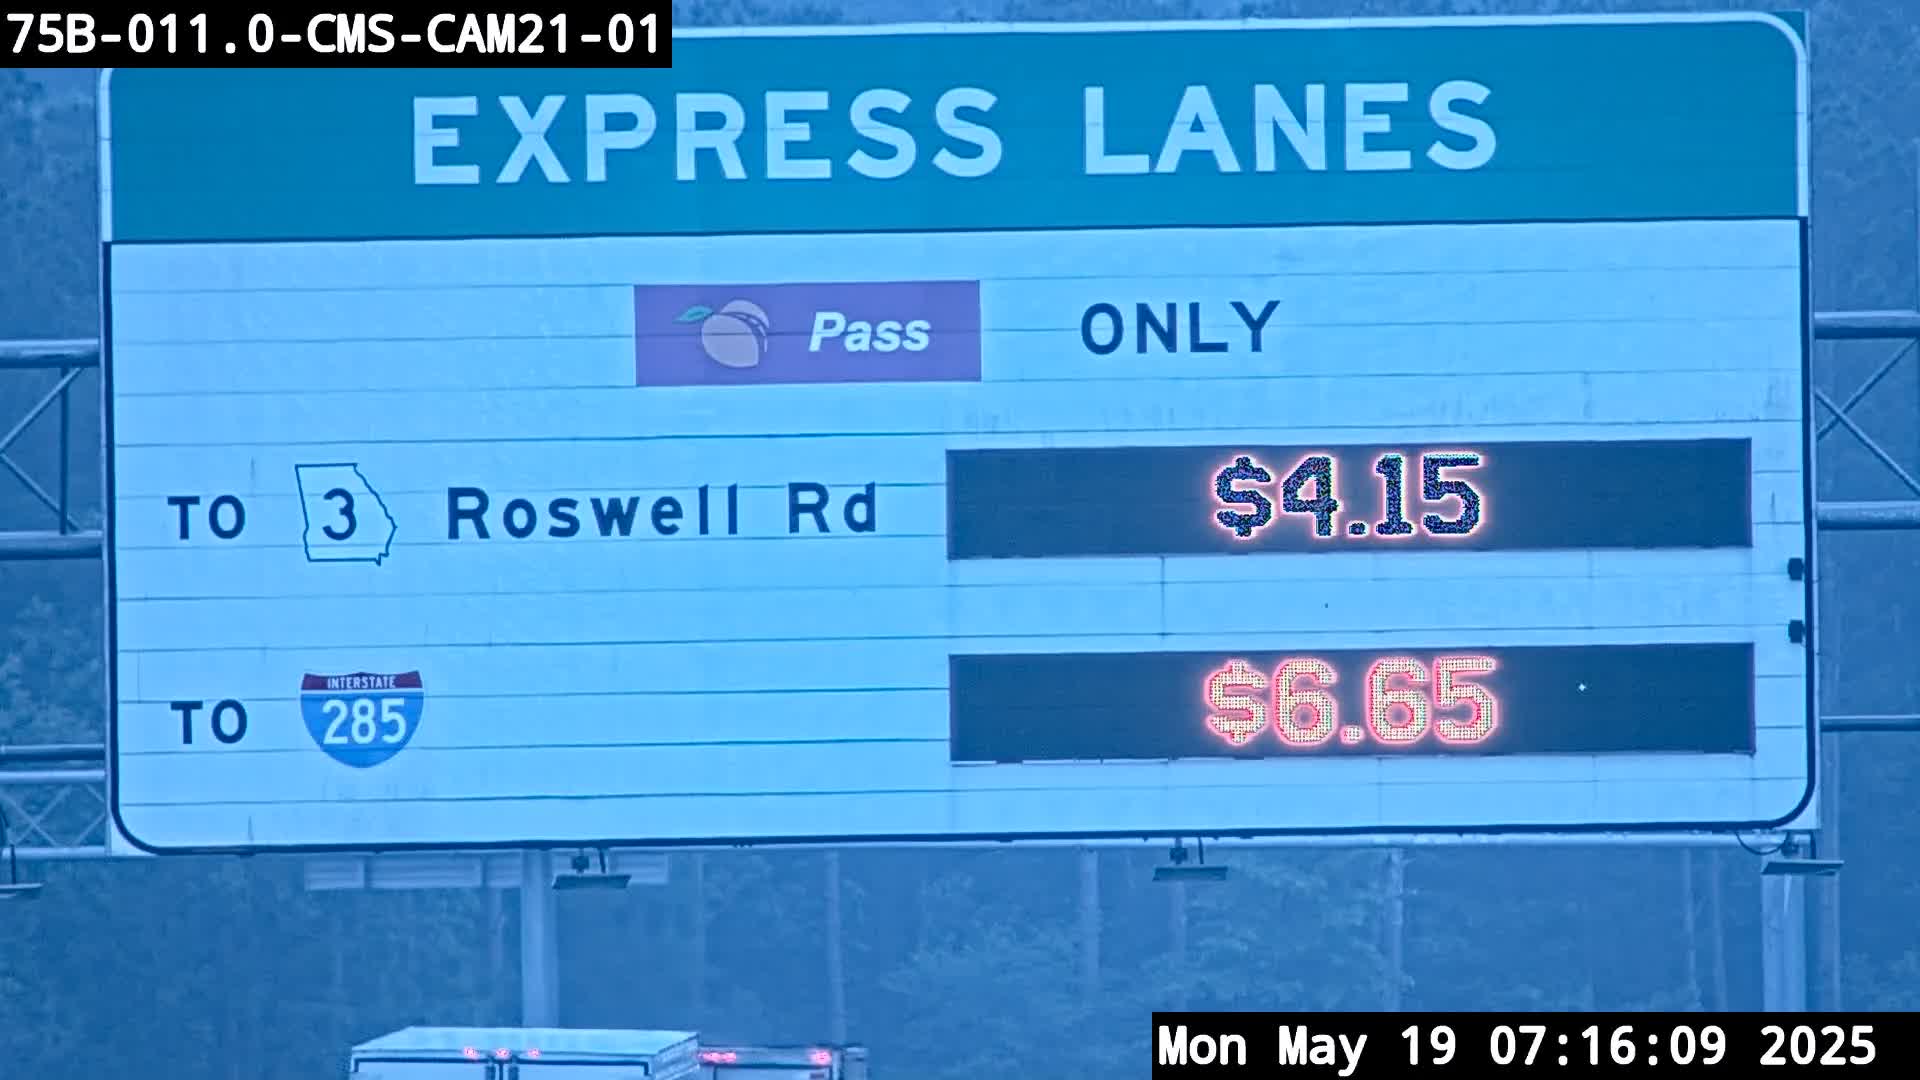 75B-011.0-CMS-CAM21-01
EXPRESS LANES
Pass ONLY
TO 3 Roswell Rd $4.15
INTERSTATE
TO 285 $6.65
Mon May 19 07:16:09 2025